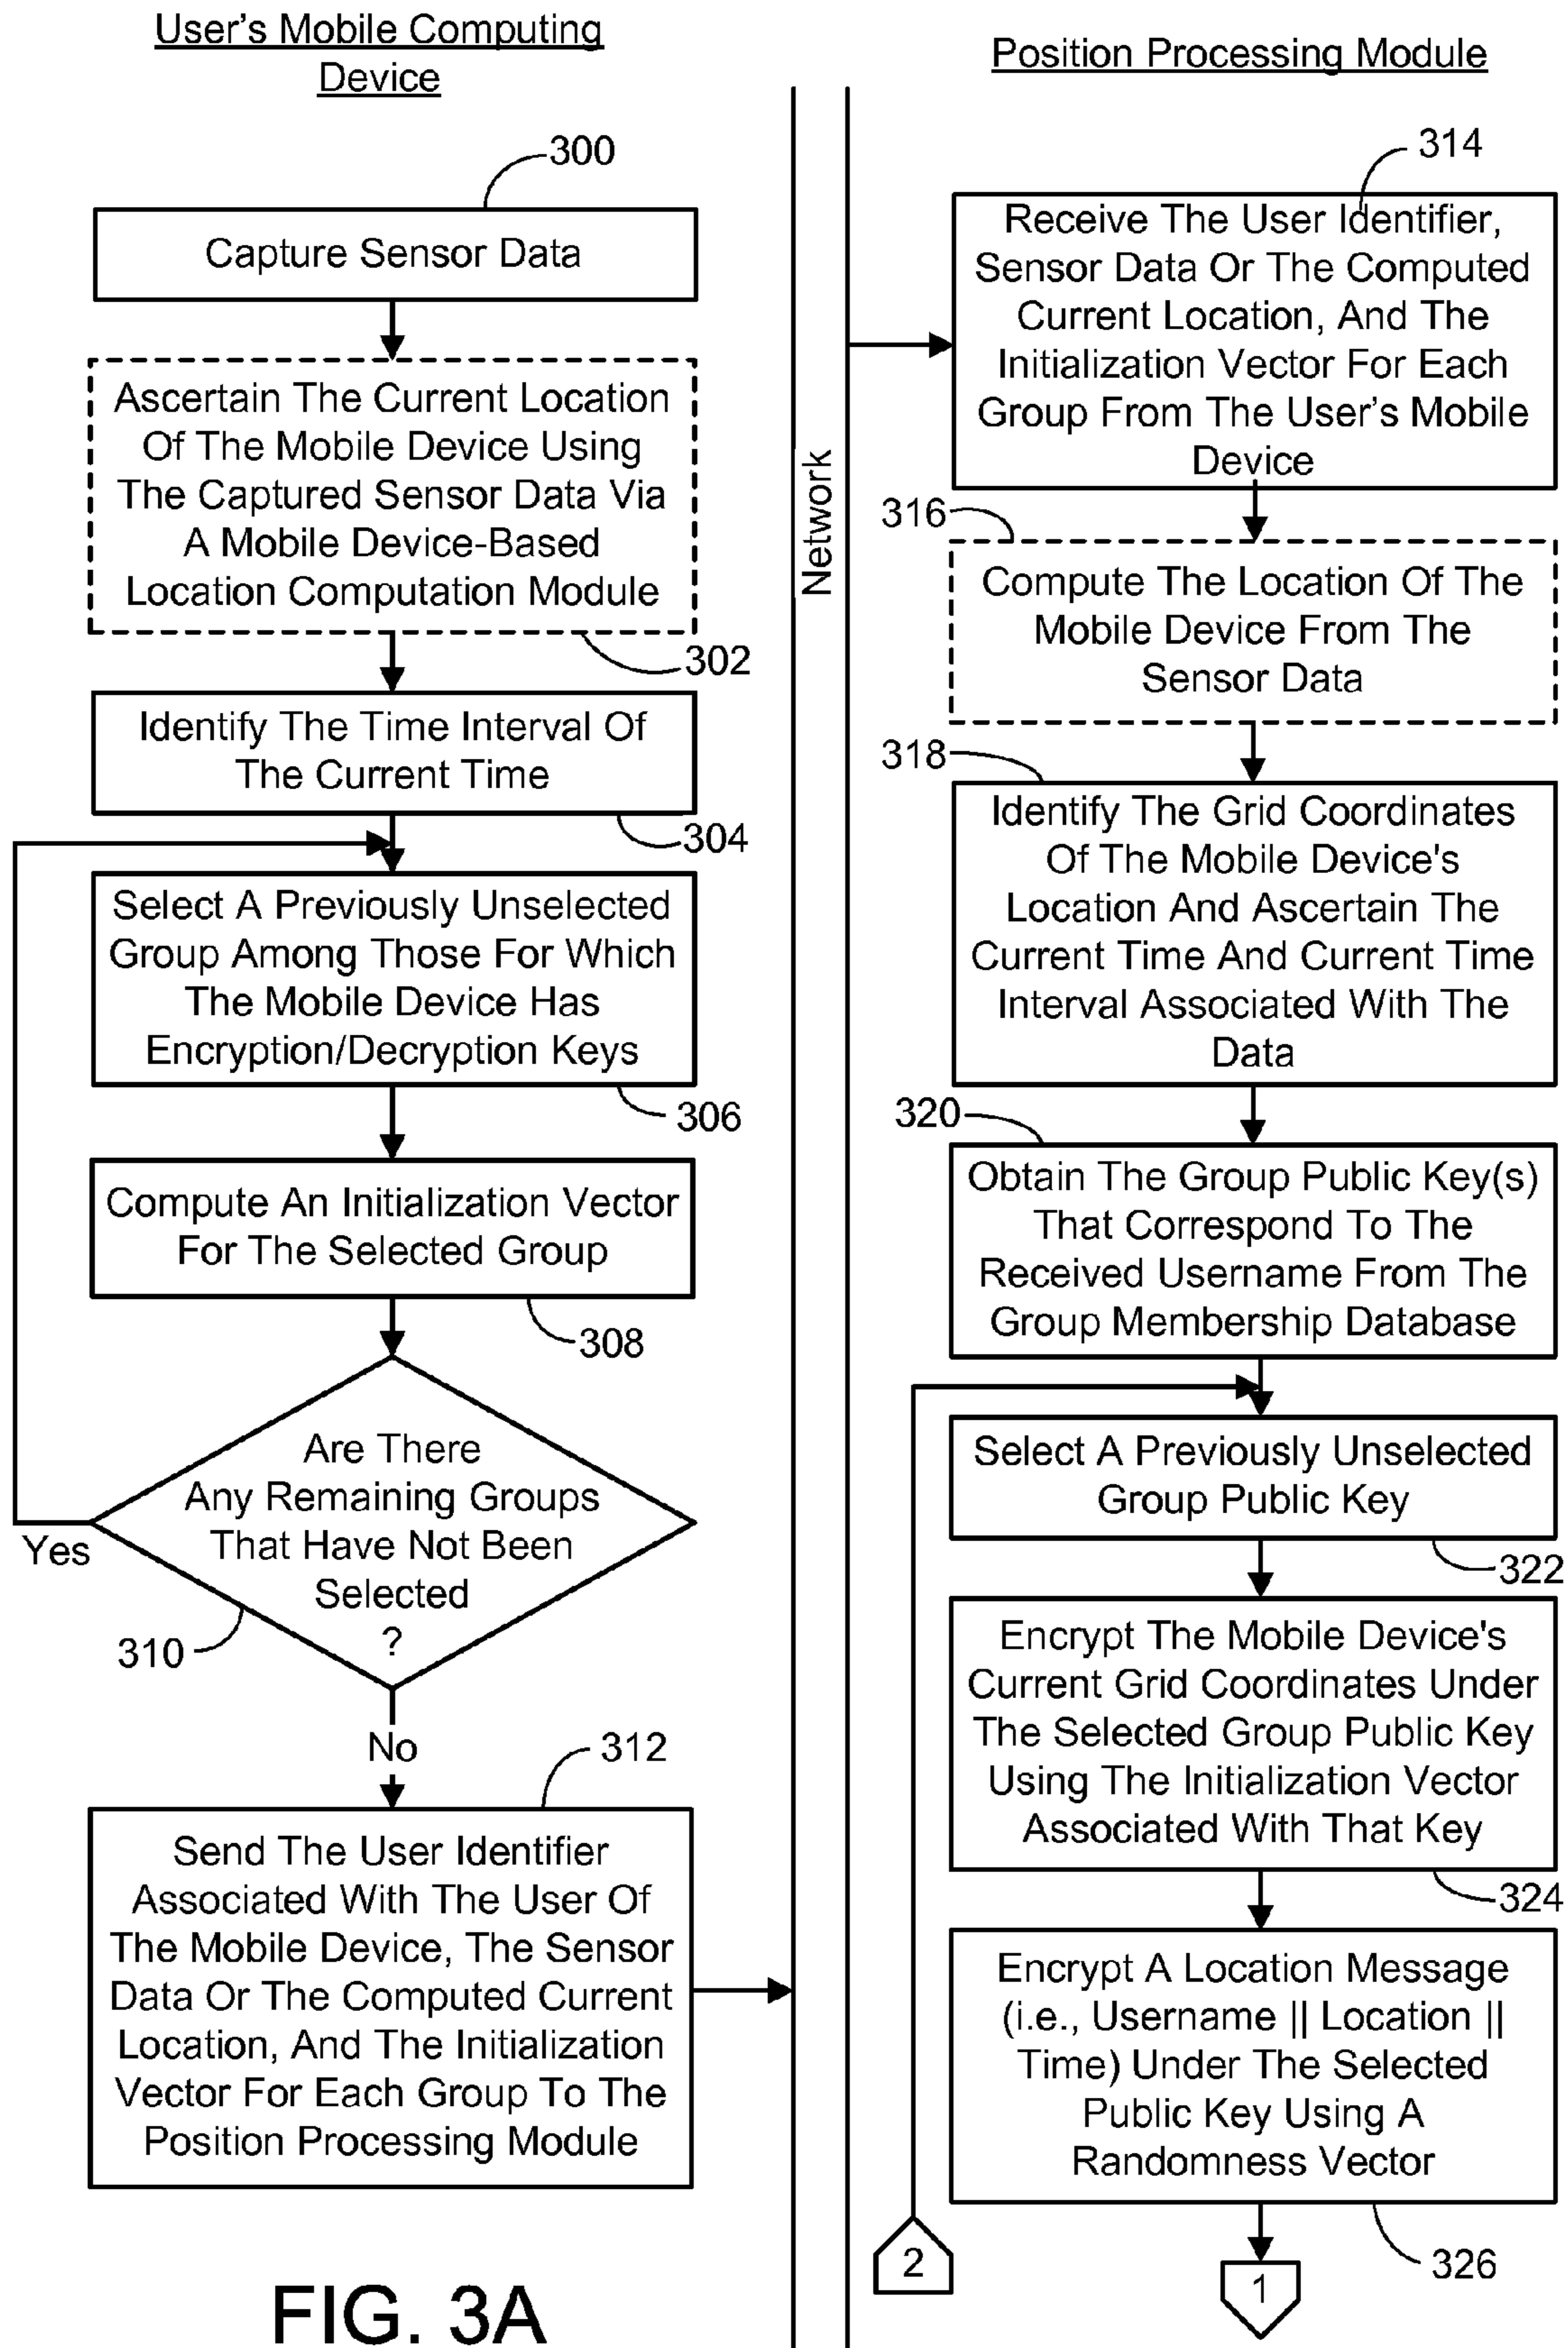 User's Mobile Computing
Device
300
Capture Sensor Data
Ascertain The Current Location
Of The Mobile Device Using
The Captured Sensor Data Via
A Mobile Device-Based
Location Computation Module
302
Identify The Time Interval Of
The Current Time
304
Select A Previously Unselected
Group Among Those For Which
The Mobile Device Has
Encryption/Decryption Keys
306
Compute An Initialization Vector
For The Selected Group
308
Are There
Any Remaining Groups
That Have Not Been
Selected
?
Yes
310
No
312
Send The User Identifier
Associated With The User Of
The Mobile Device, The Sensor
Data Or The Computed Current
Location, And The Initialization
Vector For Each Group To The
Position Processing Module
FIG. 3A
Network
Position Processing Module
314
Receive The User Identifier,
Sensor Data Or The Computed
Current Location, And The
Initialization Vector For Each
Group From The User's Mobile
Device
316
Compute The Location Of The
Mobile Device From The
Sensor Data
318
Identify The Grid Coordinates
Of The Mobile Device's
Location And Ascertain The
Current Time And Current Time
Interval Associated With The
Data
320
Obtain The Group Public Key(s)
That Correspond To The
Received Username From The
Group Membership Database
Select A Previously Unselected
Group Public Key
322
Encrypt The Mobile Device's
Current Grid Coordinates Under
The Selected Group Public Key
Using The Initialization Vector
Associated With That Key
324
Encrypt A Location Message
(i.e., Username || Location ||
Time) Under The Selected
Public Key Using A
Randomness Vector
326
2
1